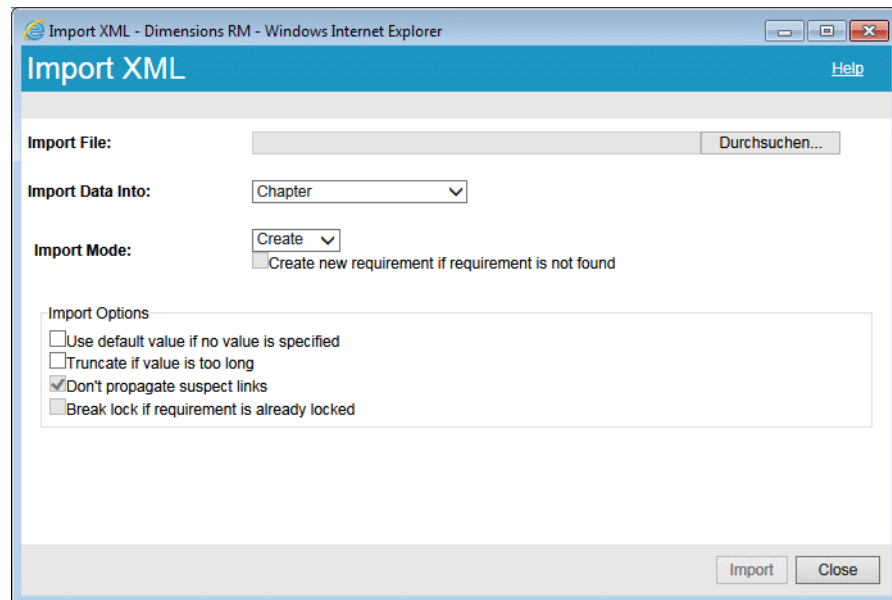 Import XML - Dimensions RM - Windows Internet Explorer
Import XML
Help
Import File:
Durchsuchen...
Import Data Into:
Chapter
Import Mode:
Create
Create new requirement if requirement is not found
Import Options
Use default value if no value is specified
Truncate if value is too long
Don't propagate suspect links
Break lock if requirement is already locked
Import
Close